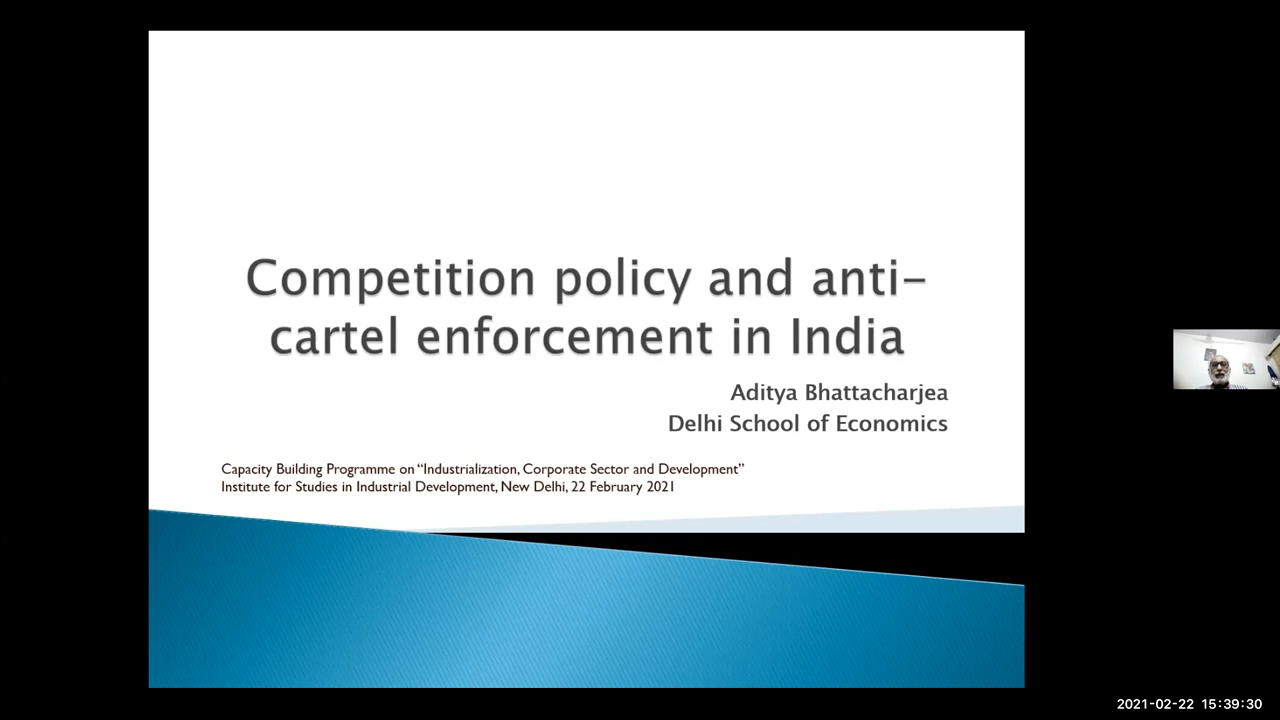 Competition policy and anti-
cartel enforcement in India
Aditya Bhattacharjea
Delhi School of Economics
Capacity Building Programme on “Industrialization, Corporate Sector and Development”
Institute for Studies in Industrial Development, New Delhi, 22 February 2021
2021-02-22 15:39:30